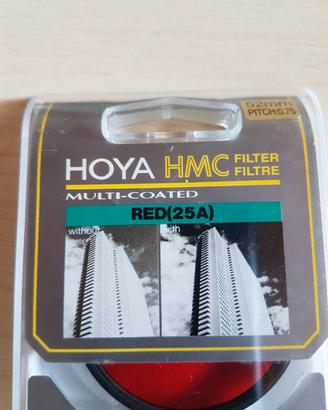 52mm
PITCH:0.75
HOYA HMC FILTER
FILTRE
MULTI-COATED
RED(25A)
without with